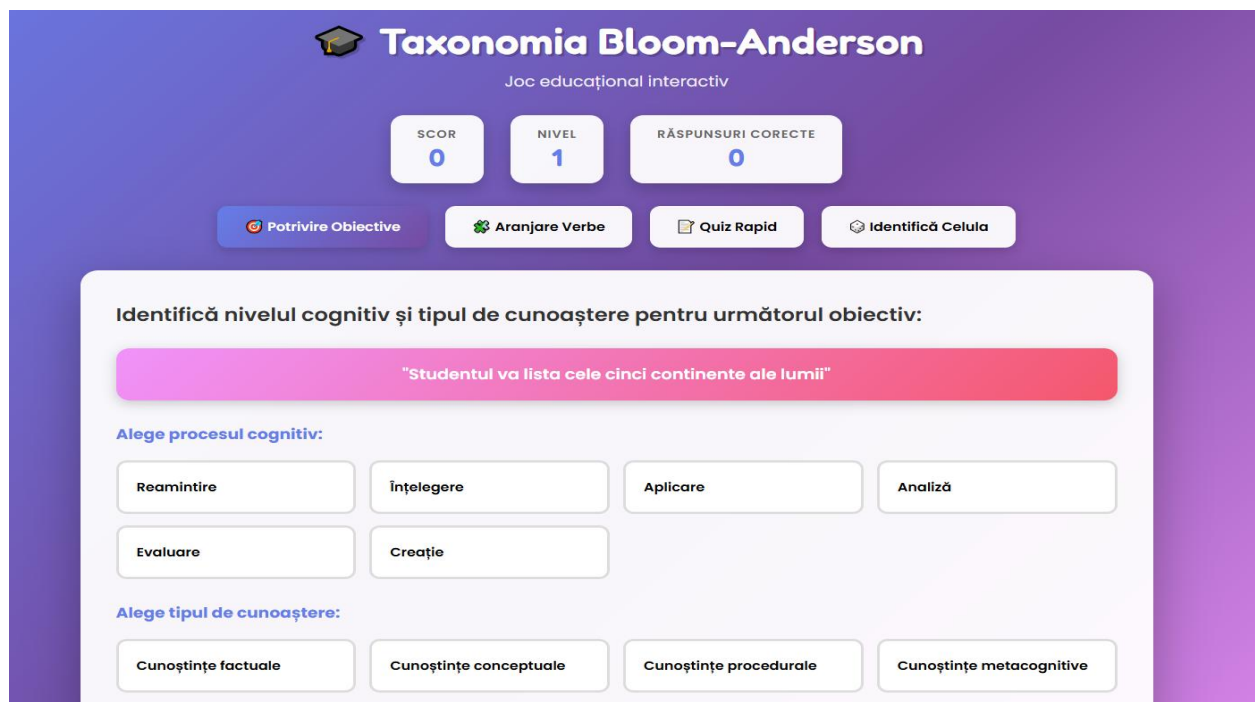 🎓 Taxonomia Bloom-Anderson
Joc educațional interactiv
SCOR
0
NIVEL
1
RĂSPUNSURI CORECTE
0
🎯 Potrivire Obiective
🧩 Aranjare Verbe
📝 Quiz Rapid
🎲 Identifică Celula
Identifică nivelul cognitiv și tipul de cunoaștere pentru următorul obiectiv:
"Studentul va lista cele cinci continente ale lumii"
Alege procesul cognitiv:
Reamintire
Înțelegere
Aplicare
Analiză
Evaluare
Creație
Alege tipul de cunoaștere:
Cunoștințe factuale
Cunoștințe conceptuale
Cunoștințe procedurale
Cunoștințe metacognitive